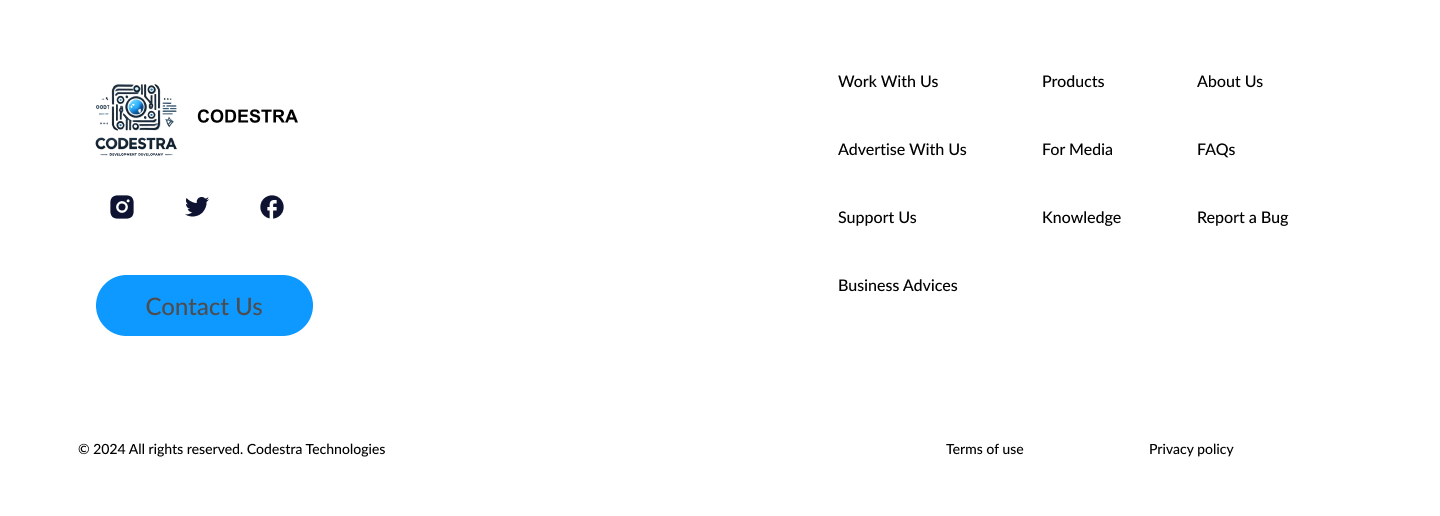 CODESTRA
DEVELOPMENT DEVELOPANY
CODESTRA
Contact Us
Work With Us
Products
About Us
Advertise With Us
For Media
FAQs
Support Us
Knowledge
Report a Bug
Business Advices
© 2024 All rights reserved. Codestra Technologies
Terms of use
Privacy policy